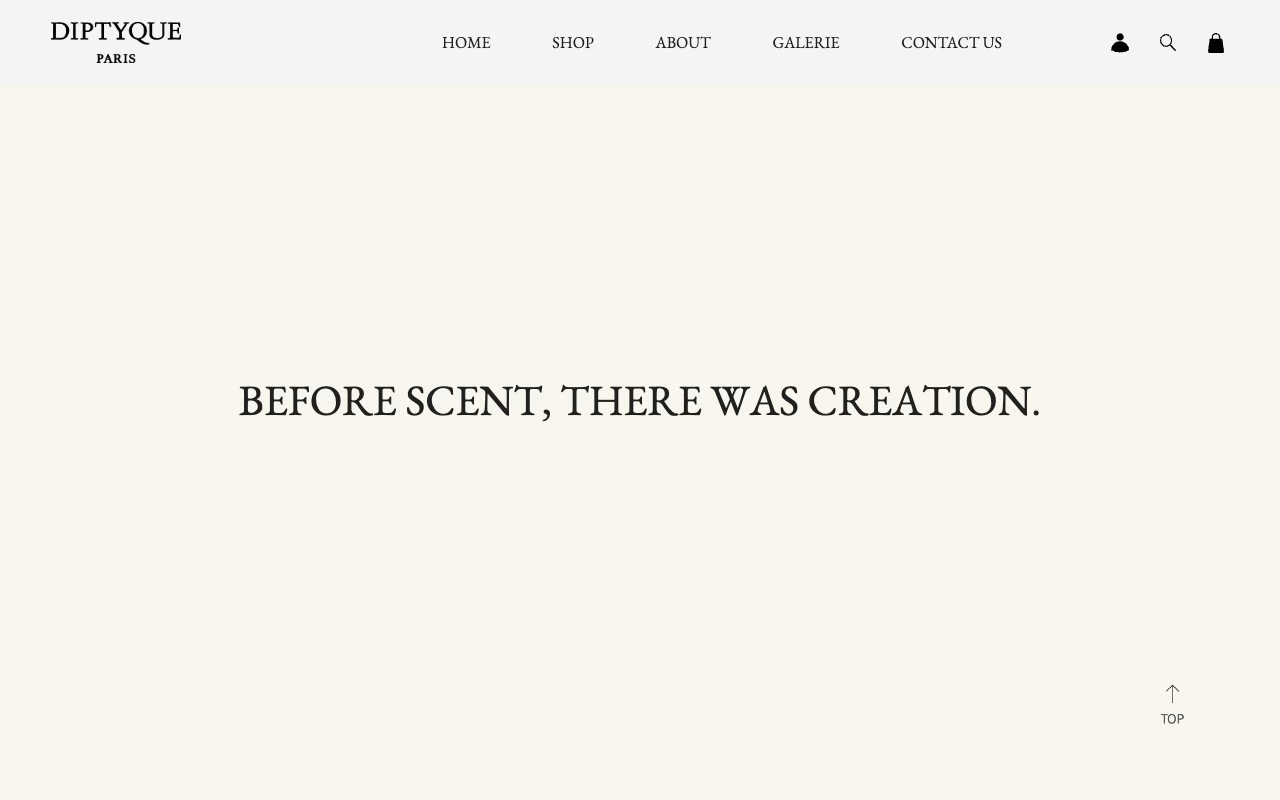 DIPTYQUE
PARIS
HOME SHOP ABOUT GALERIE CONTACT US
BEFORE SCENT, THERE WAS CREATION.
TOP